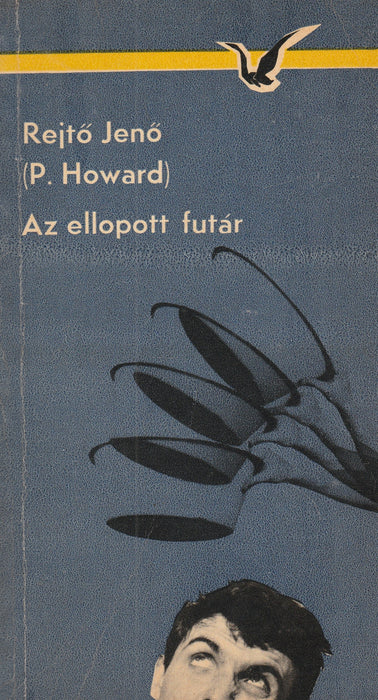 Rejtő Jenő
(P. Howard)
Az ellopott futár